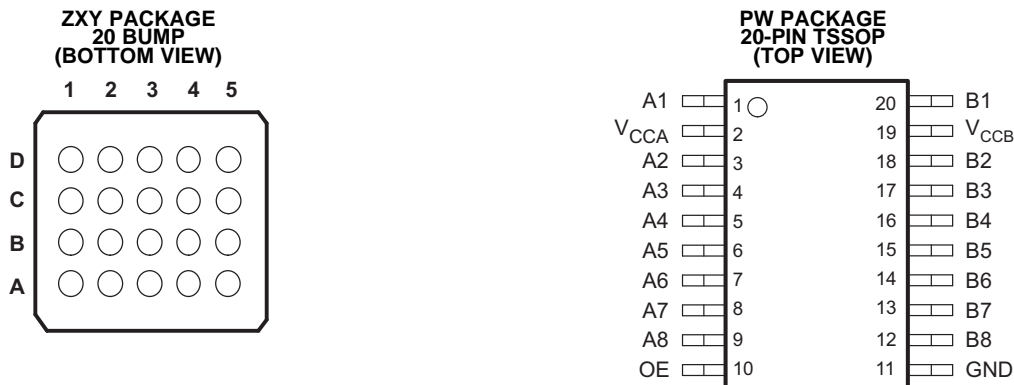 ZXY PACKAGE
20 BUMP
(BOTTOM VIEW)
1 2 3 4 5
D
C
B
A
PW PACKAGE
20-PIN TSSOP
(TOP VIEW)
A1 1 20 B1
VCCA 2 19 VCCB
A2 3 18 B2
A3 4 17 B3
A4 5 16 B4
A5 6 15 B5
A6 7 14 B6
A7 8 13 B7
A8 9 12 B8
OE 10 11 GND